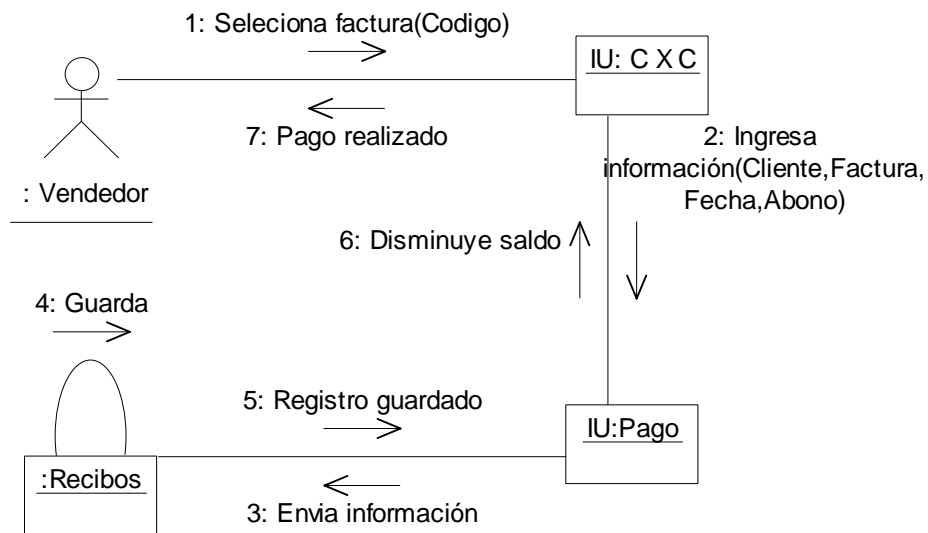 1: Seleciona factura(Codigo)
IU: C X C
7: Pago realizado
2: Ingresa
información(Cliente,Factura,
Fecha,Abono)
: Vendedor
6: Disminuye saldo
4: Guarda
5: Registro guardado
IU:Pago
:Recibos
3: Envia información